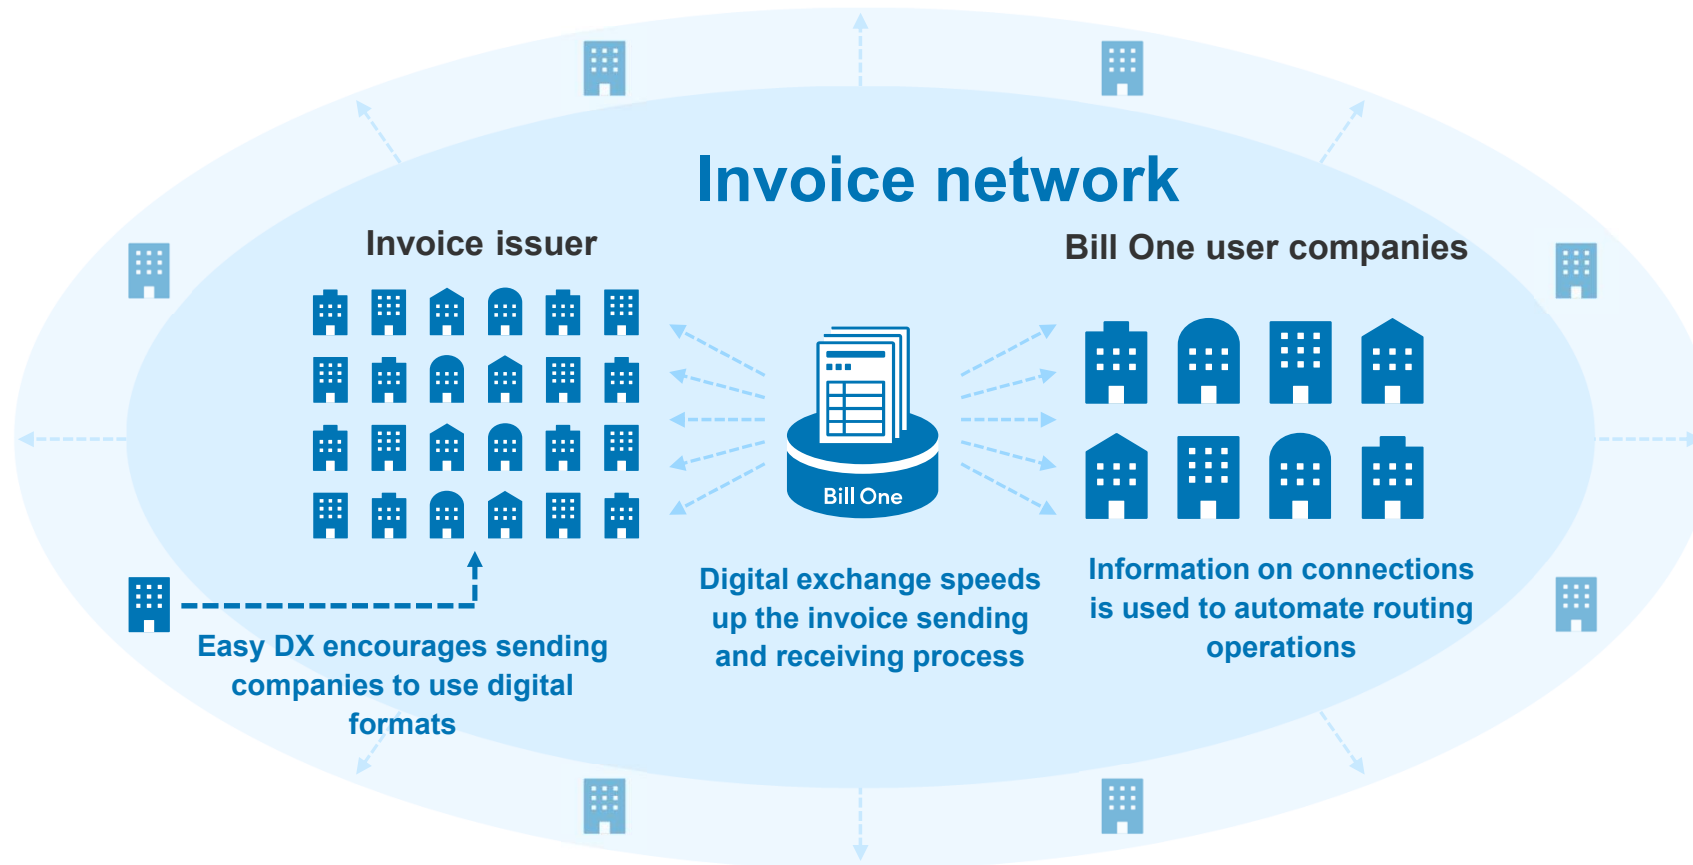 Invoice network
Invoice issuer
Bill One user companies
Bill One
Digital exchange speeds
up the invoice sending
and receiving process
Information on connections
is used to automate routing
operations
Easy DX encourages sending
companies to use digital
formats